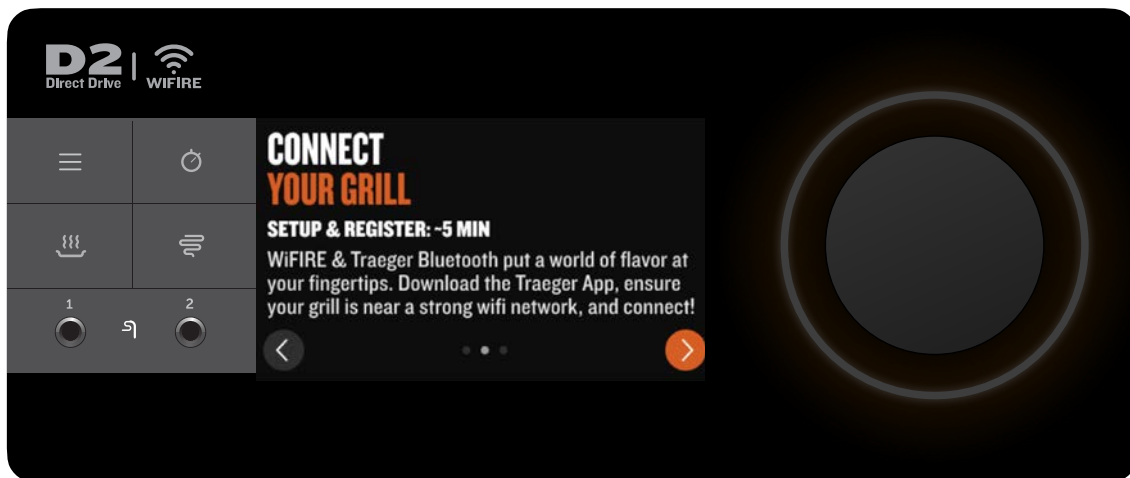 D2
Direct Drive
WIFIRE
CONNECT
YOUR GRILL
SETUP & REGISTER: ~5 MIN
WiFIRE & Traeger Bluetooth put a world of flavor at
your fingertips. Download the Traeger App, ensure
your grill is near a strong wifi network, and connect!
1 2